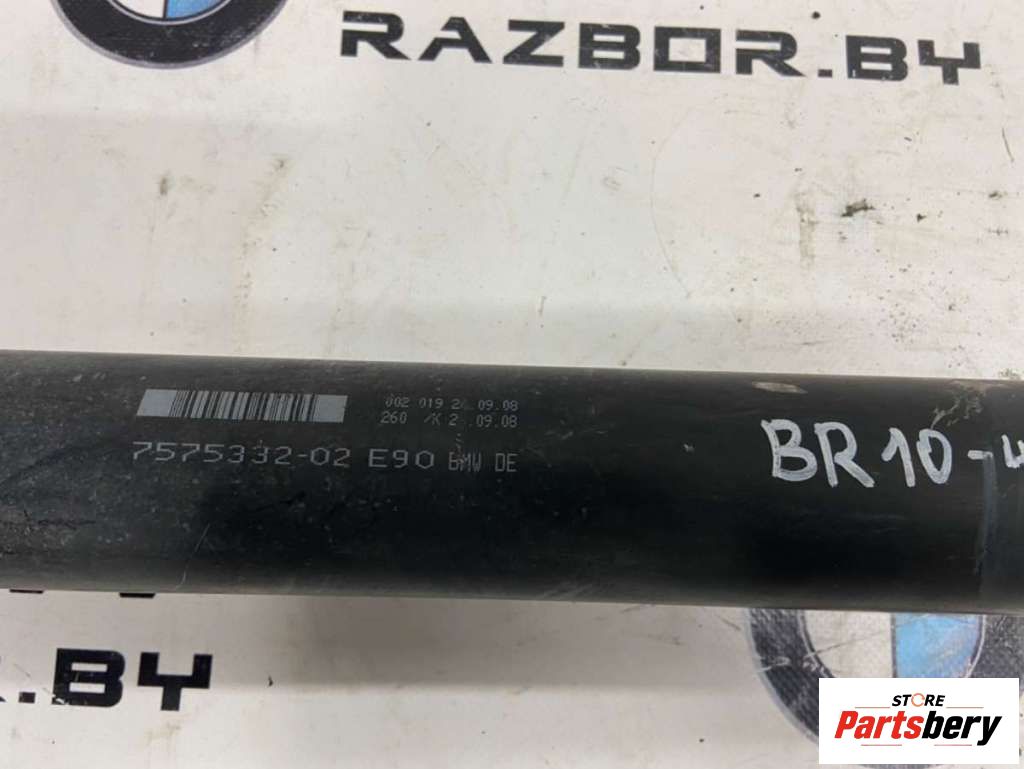 RAZBOR.BY
002 019 2 .09.08
260 /K 2 .09.08
7575332-02 E90 BMW DE
BR10-
R.BY
STORE
Partsbery